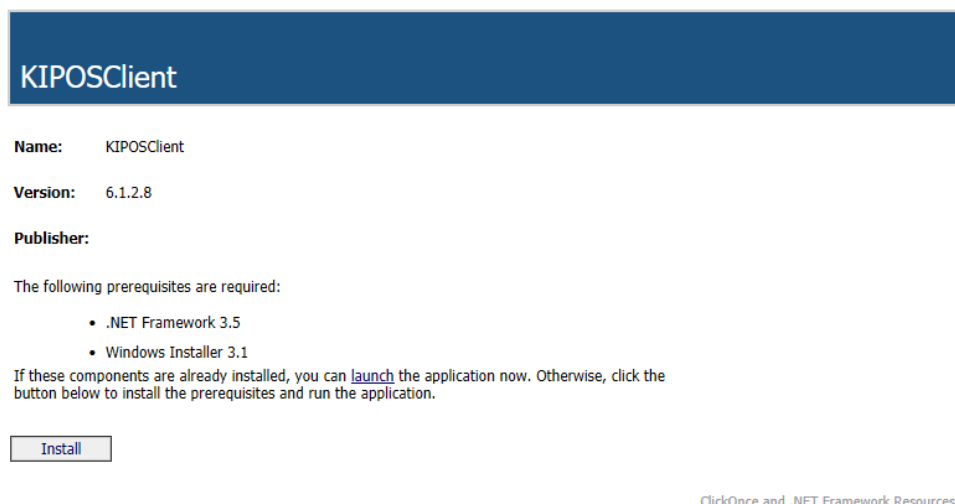 KIPOSClient
Name: KIPOSClient
Version: 6.1.2.8
Publisher:
The following prerequisites are required:
• .NET Framework 3.5
• Windows Installer 3.1
If these components are already installed, you can launch the application now. Otherwise, click the
button below to install the prerequisites and run the application.
Install
ClickOnce and .NET Framework Resources